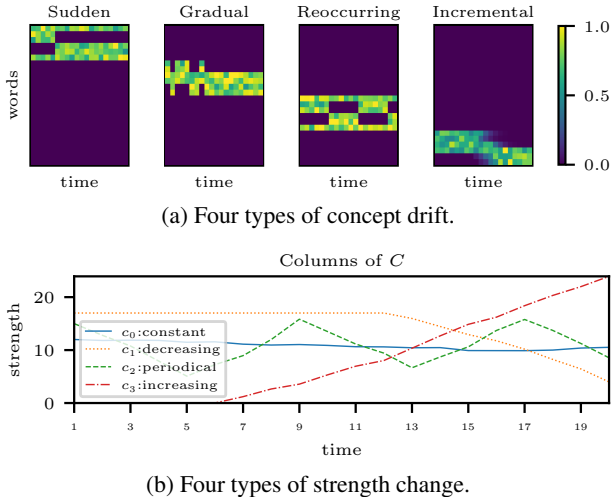 Sudden Gradual Reoccurring Incremental
words
1.0
0.5
0.0
time time time time
(a) Four types of concept drift.
Columns of C
strength
20
10
0
c₀:constant
c₁:decreasing
c₂:periodical
c₃:increasing
1 3 5 7 9 11 13 15 17 19
time
(b) Four types of strength change.